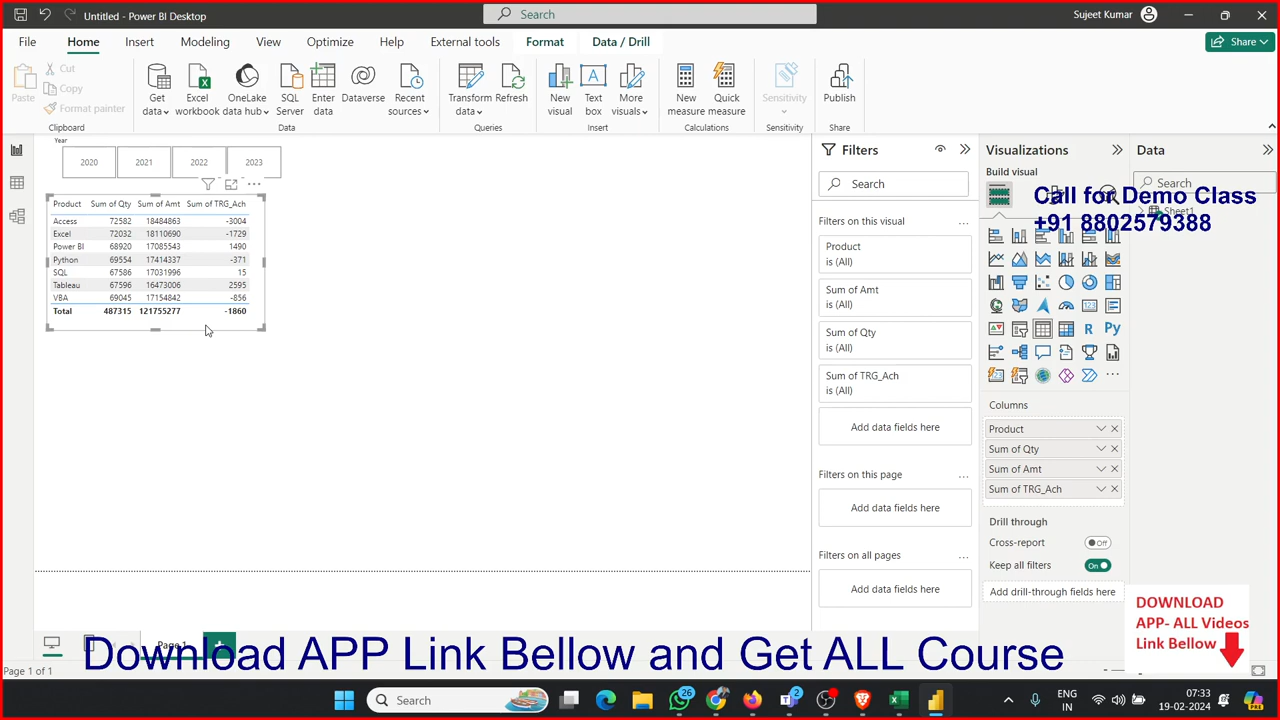 Untitled - Power BI Desktop
Search
Sujeet Kumar
File Home Insert Modeling View Optimize Help External tools Format Data / Drill
Share
Paste
Cut
Copy
Format painter
Get data
Excel workbook
OneLake data hub
SQL Server
Enter data
Dataverse
Recent sources
Transform data
Refresh
New visual
Text box
More visuals
New measure
Quick measure
Sensitivity
Publish
Clipboard
Data
Queries
Insert
Calculations
Sensitivity
Share
Year
2020 2021 2022 2023
Product Sum of Qty Sum of Amt Sum of TRG_Ach
Access 72582 18484863 -3004
Excel 72032 18110690 -1729
Power BI 68920 17085543 1490
Python 69554 17414337 -371
SQL 67586 17031996 15
Tableau 67596 16473006 2595
VBA 69045 17154842 -856
Total 487315 121755277 -1860
Filters
Search
Filters on this visual
Product
is (All)
Sum of Amt
is (All)
Sum of Qty
is (All)
Sum of TRG_Ach
is (All)
Add data fields here
Filters on this page
Add data fields here
Filters on all pages
Add data fields here
Visualizations
Build visual
R Py
Columns
Product
Sum of Qty
Sum of Amt
Sum of TRG_Ach
Drill through
Cross-report Off
Keep all filters On
Add drill-through fields here
Data
Search
Sheet1
Call for Demo Class
+91 8802579388
DOWNLOAD
APP- ALL Videos
Link Bellow
Page 1
Download APP Link Bellow and Get ALL Course
Page 1 of 1
Search
26
2
ENG
IN
07:33
19-02-2024